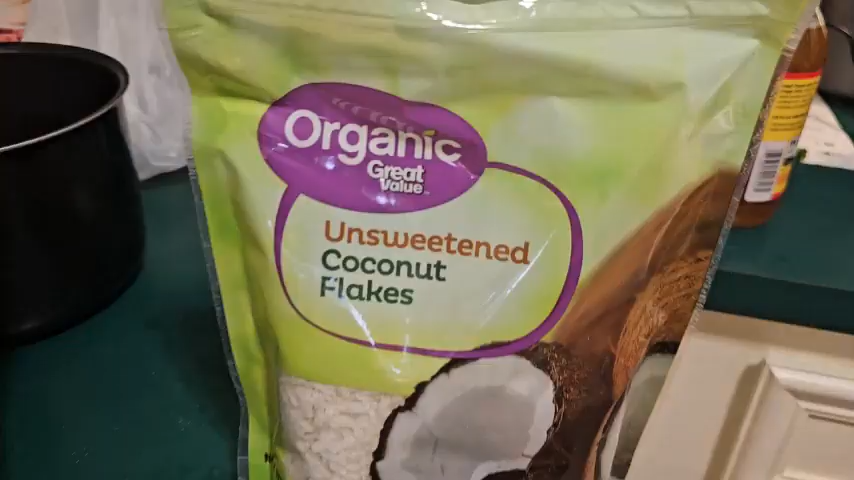 Organic
Great
Value
Unsweetened
Coconut
Flakes